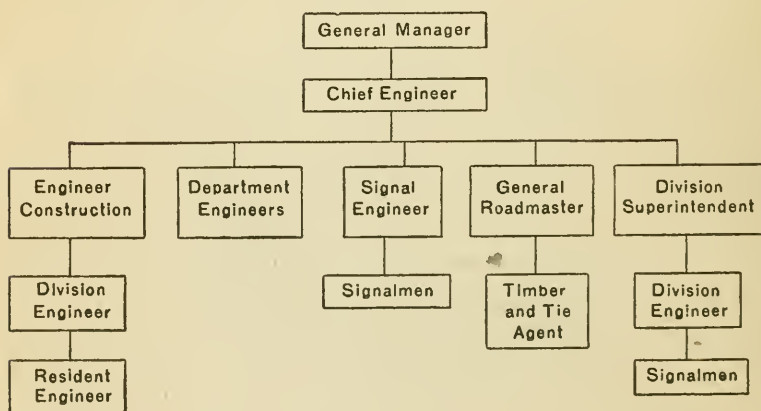 General Manager
Chief Engineer
Engineer
Construction
Department
Engineers
Signal
Engineer
General
Roadmaster
Division
Superintendent
Division
Engineer
Signalmen
Timber
and Tie
Agent
Division
Engineer
Resident
Engineer
Signalmen